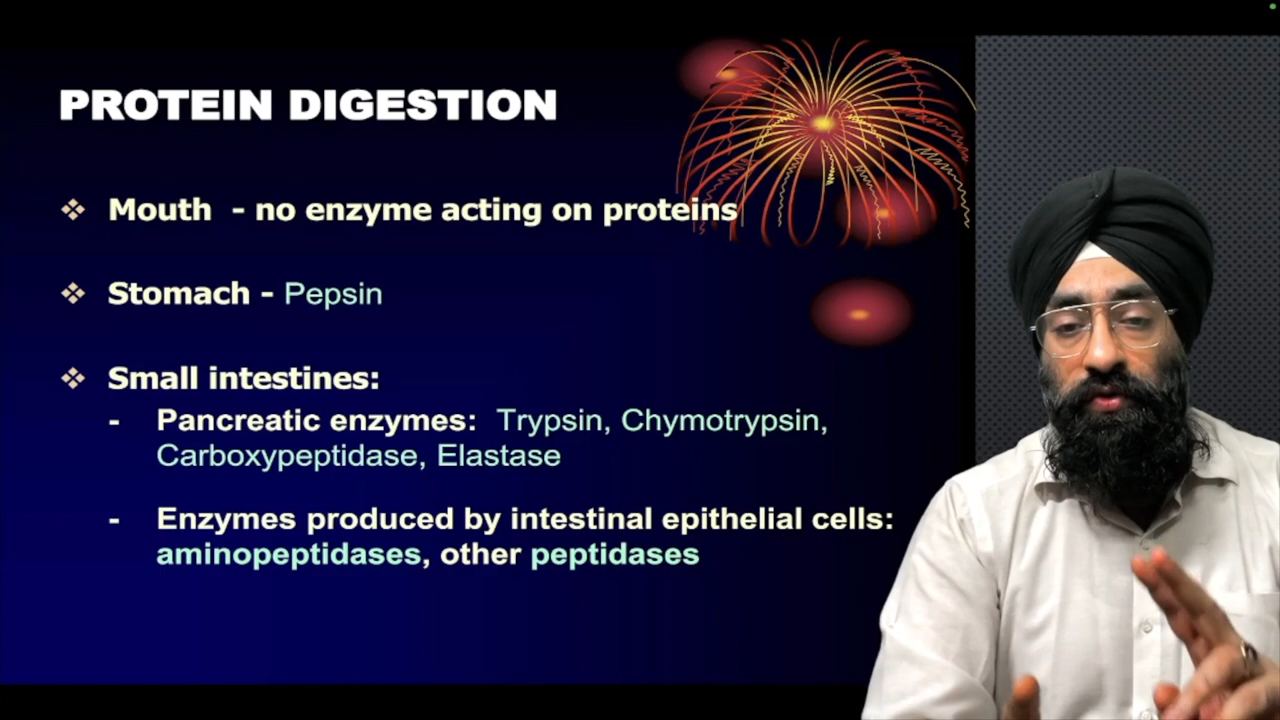 PROTEIN DIGESTION
❖ Mouth - no enzyme acting on proteins
❖ Stomach - Pepsin
❖ Small intestines:
- Pancreatic enzymes: Trypsin, Chymotrypsin,
Carboxypeptidase, Elastase
- Enzymes produced by intestinal epithelial cells:
aminopeptidases, other peptidases